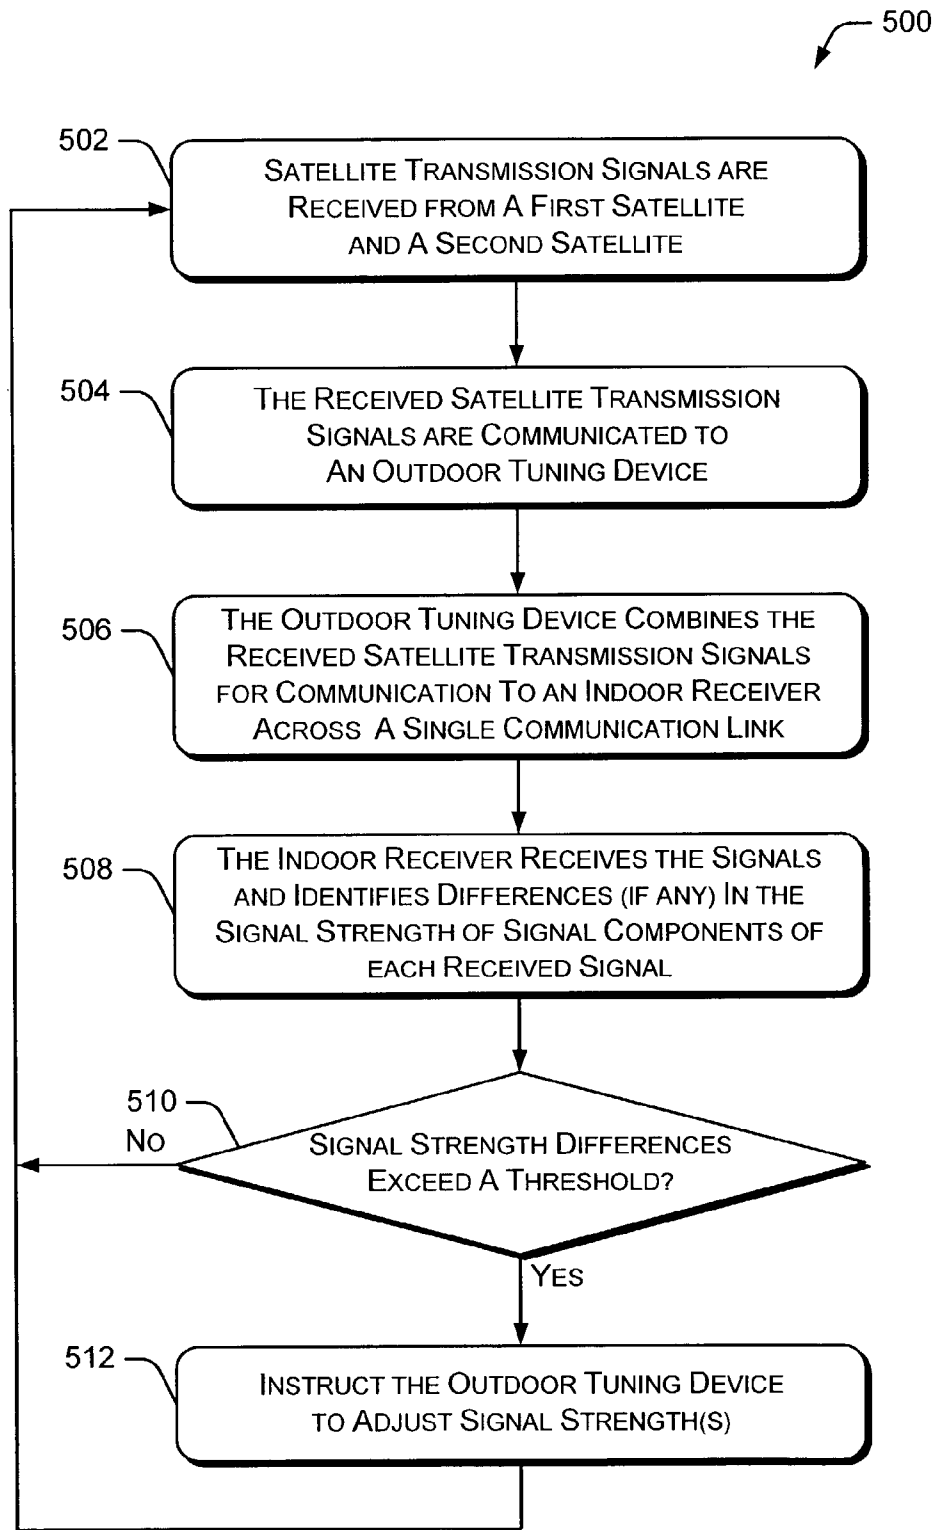 500
502
SATELLITE TRANSMISSION SIGNALS ARE
RECEIVED FROM A FIRST SATELLITE
AND A SECOND SATELLITE
504
THE RECEIVED SATELLITE TRANSMISSION
SIGNALS ARE COMMUNICATED TO
AN OUTDOOR TUNING DEVICE
506
THE OUTDOOR TUNING DEVICE COMBINES THE
RECEIVED SATELLITE TRANSMISSION SIGNALS
FOR COMMUNICATION TO AN INDOOR RECEIVER
ACROSS A SINGLE COMMUNICATION LINK
508
THE INDOOR RECEIVER RECEIVES THE SIGNALS
AND IDENTIFIES DIFFERENCES (IF ANY) IN THE
SIGNAL STRENGTH OF SIGNAL COMPONENTS OF
EACH RECEIVED SIGNAL
510
NO
SIGNAL STRENGTH DIFFERENCES
EXCEED A THRESHOLD?
YES
512
INSTRUCT THE OUTDOOR TUNING DEVICE
TO ADJUST SIGNAL STRENGTH(S)